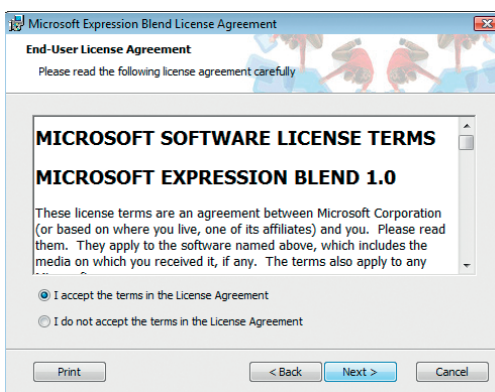 Microsoft Expression Blend License Agreement
End-User License Agreement
Please read the following license agreement carefully
MICROSOFT SOFTWARE LICENSE TERMS
MICROSOFT EXPRESSION BLEND 1.0
These license terms are an agreement between Microsoft Corporation
(or based on where you live, one of its affiliates) and you.  Please read
them.  They apply to the software named above, which includes the
media on which you received it, if any.  The terms also apply to any
I accept the terms in the License Agreement
I do not accept the terms in the License Agreement
Print
< Back
Next >
Cancel